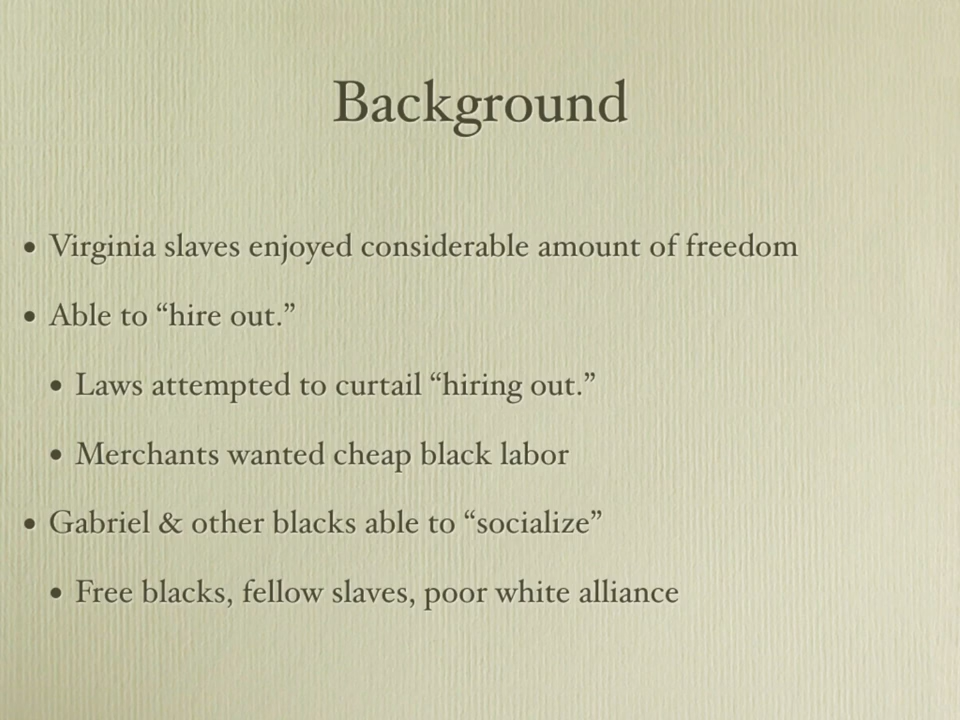 Background
• Virginia slaves enjoyed considerable amount of freedom
• Able to “hire out.”
• Laws attempted to curtail “hiring out.”
• Merchants wanted cheap black labor
• Gabriel & other blacks able to “socialize”
• Free blacks, fellow slaves, poor white alliance